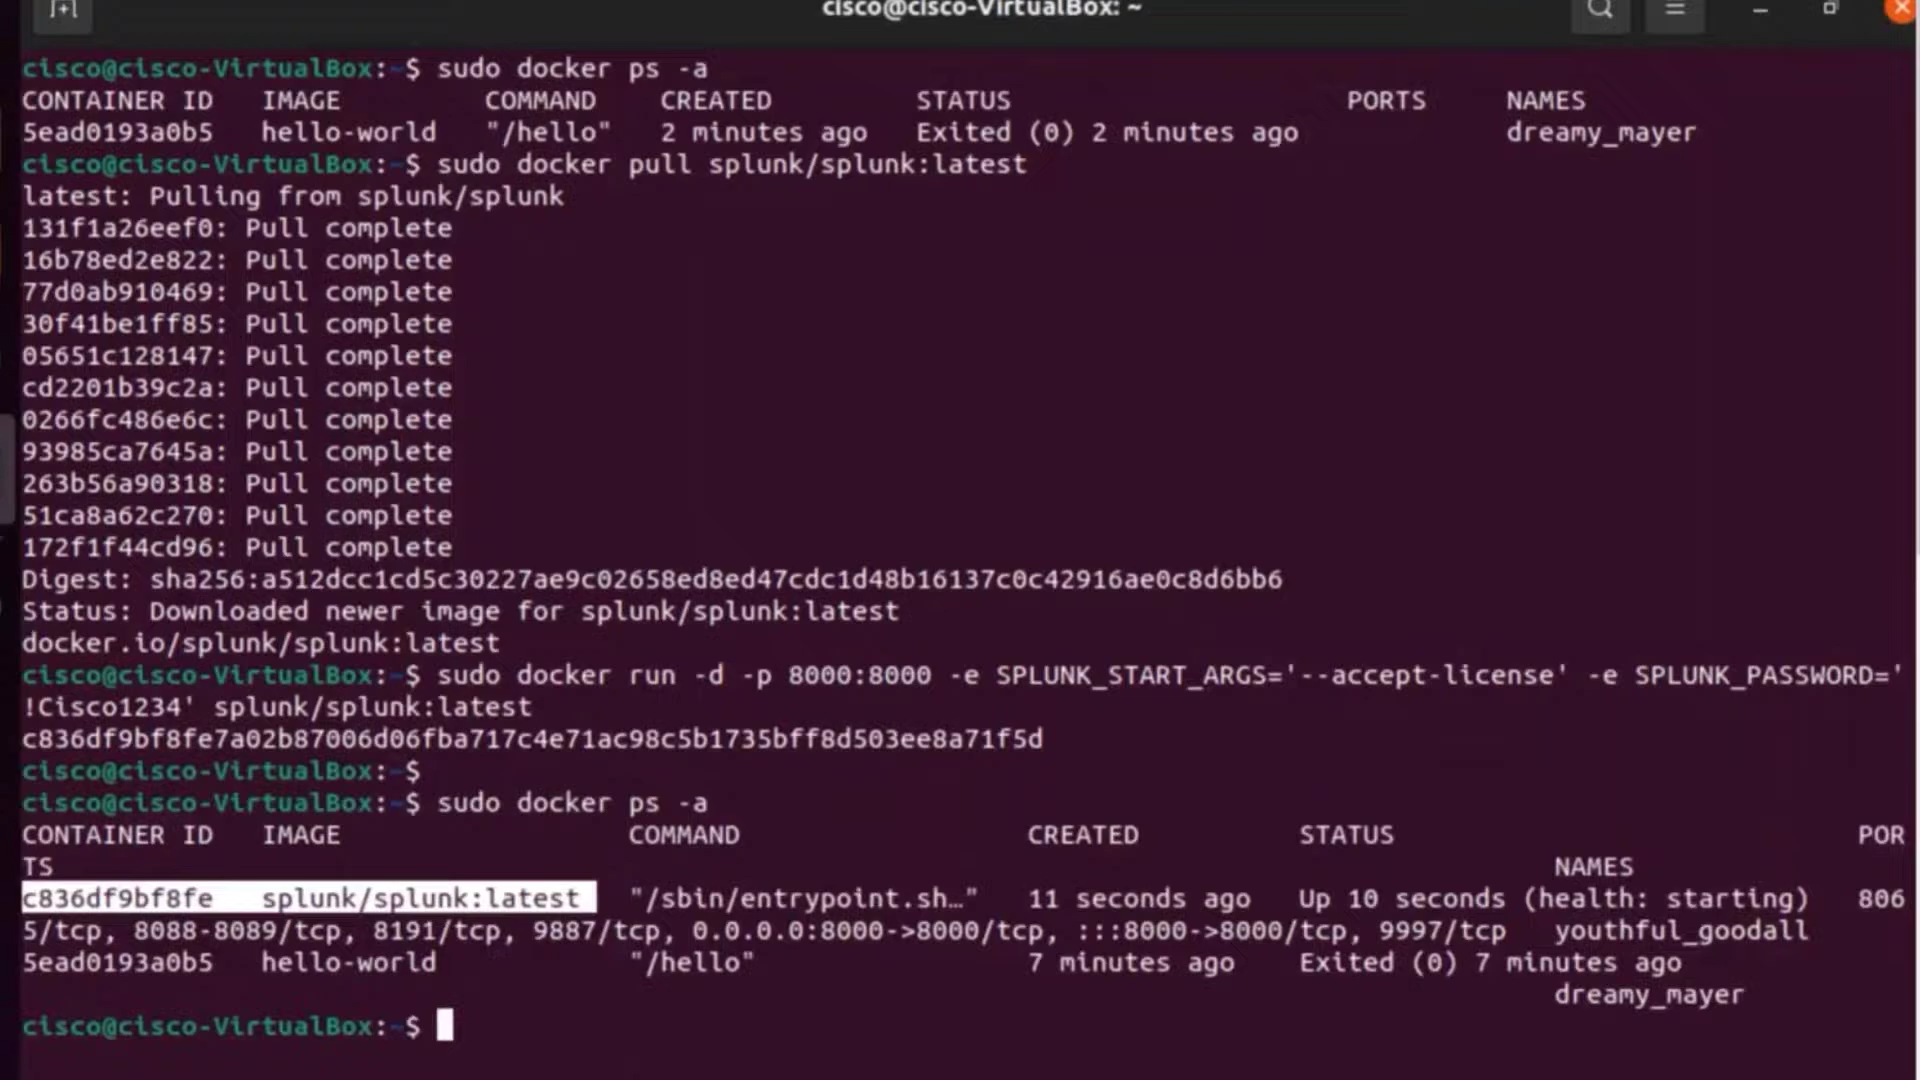 cisco@cisco-VirtualBox: ~
cisco@cisco-VirtualBox:~$ sudo docker ps -a
CONTAINER ID   IMAGE         COMMAND    CREATED         STATUS                     PORTS     NAMES
5ead0193a0b5   hello-world   "/hello"   2 minutes ago   Exited (0) 2 minutes ago             dreamy_mayer
cisco@cisco-VirtualBox:~$ sudo docker pull splunk/splunk:latest
latest: Pulling from splunk/splunk
131f1a26eef0: Pull complete
16b78ed2e822: Pull complete
77d0ab910469: Pull complete
30f41be1ff85: Pull complete
05651c128147: Pull complete
cd2201b39c2a: Pull complete
0266fc486e6c: Pull complete
93985ca7645a: Pull complete
263b56a90318: Pull complete
51ca8a62c270: Pull complete
172f1f44cd96: Pull complete
Digest: sha256:a512dcc1cd5c30227ae9c02658ed8ed47cdc1d48b16137c0c42916ae0c8d6bb6
Status: Downloaded newer image for splunk/splunk:latest
docker.io/splunk/splunk:latest
cisco@cisco-VirtualBox:~$ sudo docker run -d -p 8000:8000 -e SPLUNK_START_ARGS='--accept-license' -e SPLUNK_PASSWORD='
!Cisco1234' splunk/splunk:latest
c836df9bf8fe7a02b87006d06fba717c4e71ac98c5b1735bff8d503ee8a71f5d
cisco@cisco-VirtualBox:~$
cisco@cisco-VirtualBox:~$ sudo docker ps -a
CONTAINER ID   IMAGE                  COMMAND                  CREATED          STATUS                             POR
TS                                                                                              NAMES
c836df9bf8fe   splunk/splunk:latest   "/sbin/entrypoint.sh…"   11 seconds ago   Up 10 seconds (health: starting)   806
5/tcp, 8088-8089/tcp, 8191/tcp, 9887/tcp, 0.0.0.0:8000->8000/tcp, :::8000->8000/tcp, 9997/tcp   youthful_goodall
5ead0193a0b5   hello-world            "/hello"                 7 minutes ago    Exited (0) 7 minutes ago
dreamy_mayer
cisco@cisco-VirtualBox:~$